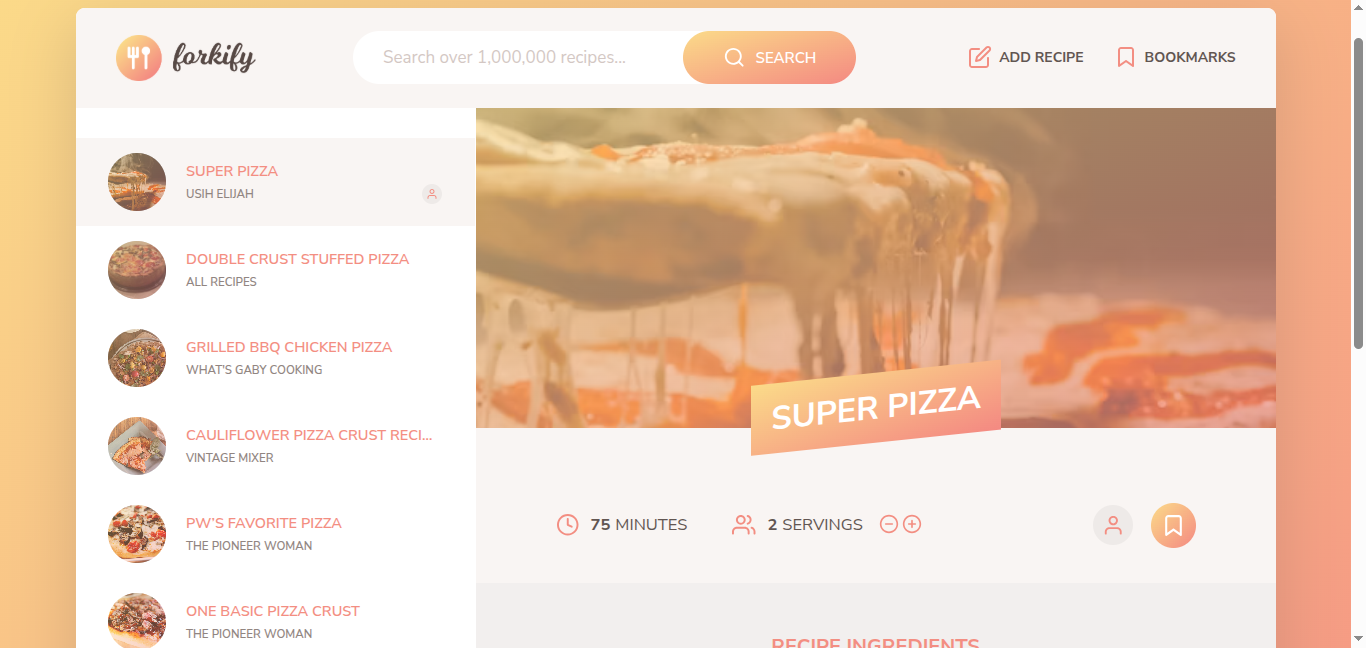 forkify
Search over 1,000,000 recipes...
SEARCH
ADD RECIPE
BOOKMARKS
SUPER PIZZA
USIH ELIJAH
DOUBLE CRUST STUFFED PIZZA
ALL RECIPES
GRILLED BBQ CHICKEN PIZZA
WHAT'S GABY COOKING
CAULIFLOWER PIZZA CRUST RECI...
VINTAGE MIXER
PW'S FAVORITE PIZZA
THE PIONEER WOMAN
ONE BASIC PIZZA CRUST
THE PIONEER WOMAN
SUPER PIZZA
75 MINUTES
2 SERVINGS
RECIPE INGREDIENTS